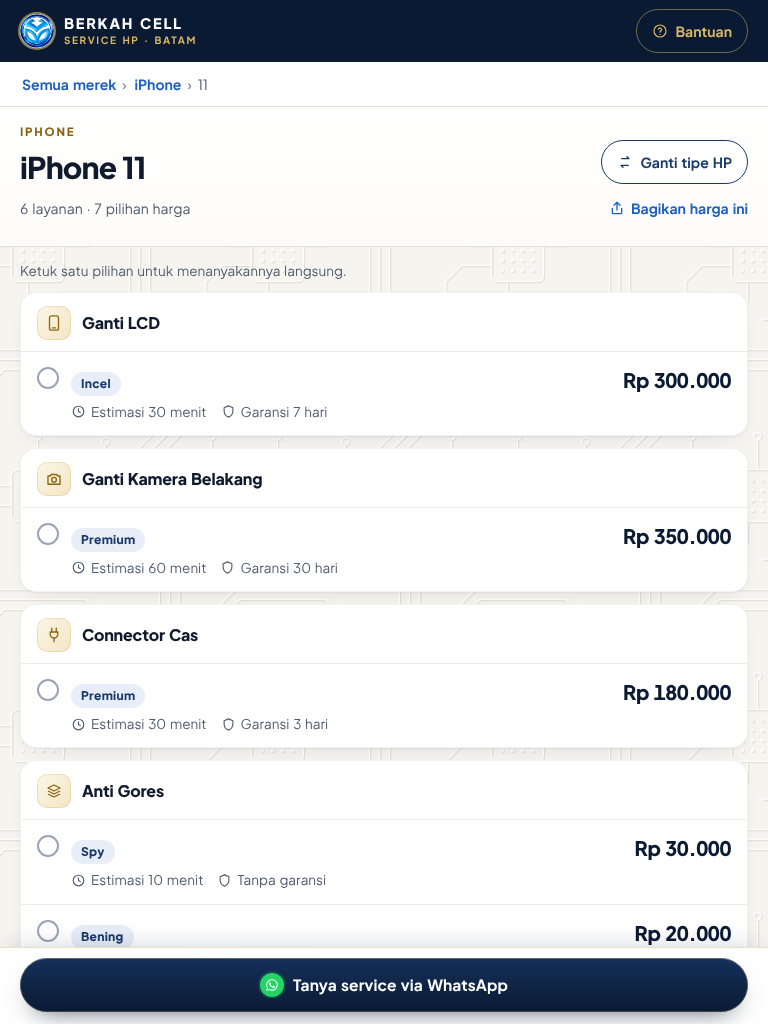 BERKAH CELL
SERVICE HP · BATAM
Bantuan
Semua merek › iPhone › 11
IPHONE
iPhone 11
Ganti tipe HP
6 layanan · 7 pilihan harga
Bagikan harga ini
Ketuk satu pilihan untuk menanyakannya langsung.
Ganti LCD
Incel
Rp 300.000
Estimasi 30 menit
Garansi 7 hari
Ganti Kamera Belakang
Premium
Rp 350.000
Estimasi 60 menit
Garansi 30 hari
Connector Cas
Premium
Rp 180.000
Estimasi 30 menit
Garansi 3 hari
Anti Gores
Spy
Rp 30.000
Estimasi 10 menit
Tanpa garansi
Bening
Rp 20.000
Tanya service via WhatsApp